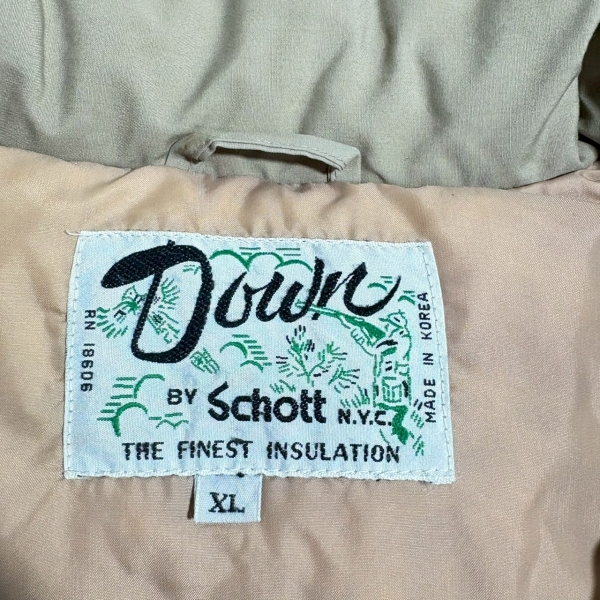 Down
BY Schott N.Y.C.
THE FINEST INSULATION
RN 18606
MADE IN KOREA
XL